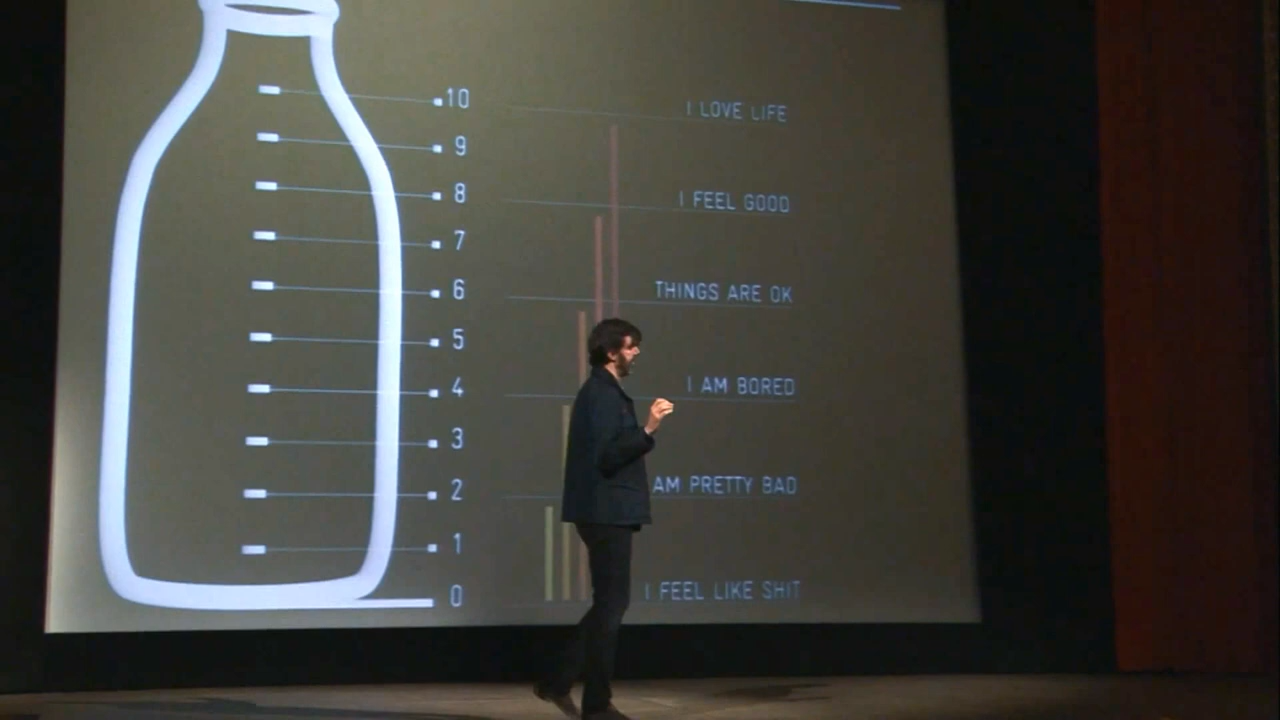 10 I LOVE LIFE
9
8 I FEEL GOOD
7
6 THINGS ARE OK
5
4 I AM BORED
3
2 AM PRETTY BAD
1
0 I FEEL LIKE SHIT